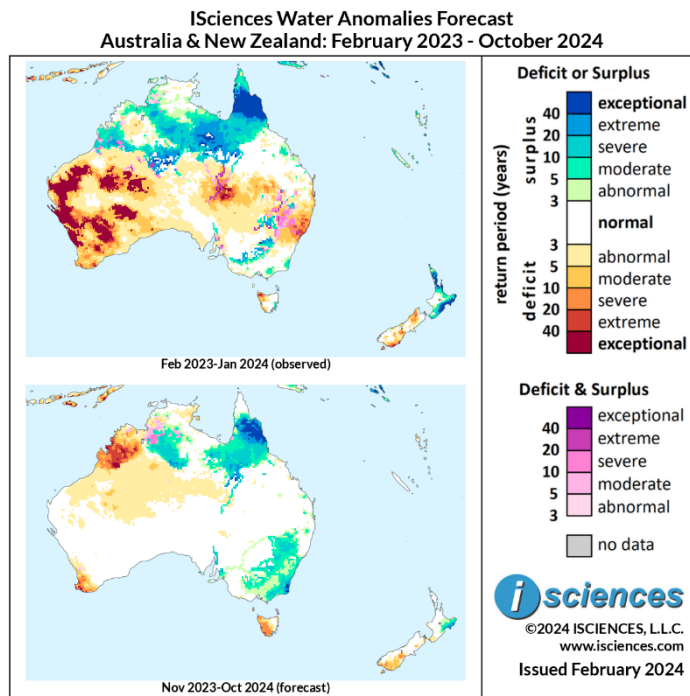 ISciences Water Anomalies Forecast
Australia & New Zealand: February 2023 - October 2024
Feb 2023-Jan 2024 (observed)
Nov 2023-Oct 2024 (forecast)
Deficit or Surplus
return period (years)
surplus
deficit
exceptional
40
extreme
20
severe
10
moderate
5
abnormal
3
normal
3
abnormal
5
moderate
10
severe
20
extreme
40
exceptional
Deficit & Surplus
exceptional
40
extreme
20
severe
10
moderate
5
abnormal
3
no data
i sciences
©2024 ISCIENCES, L.L.C.
www.isciences.com
Issued February 2024